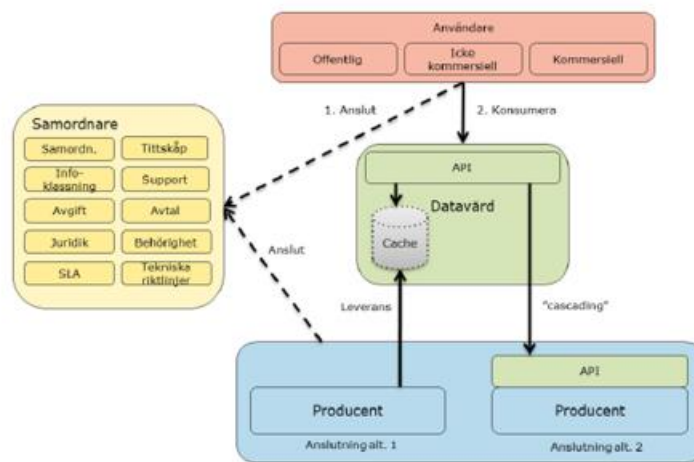 Användare
Offentlig
Icke
kommersiell
Kommersiell
1. Anslut
2. Konsumera
Samordnare
Samordn.
Tittskåp
Info-
klassning
Support
Avgift
Avtal
Juridik
Behörighet
SLA
Tekniska
riktlinjer
API
Datavärd
Cache
Anslut
Leverans
"cascading"
API
Producent
Producent
Anslutning alt. 1
Anslutning alt. 2